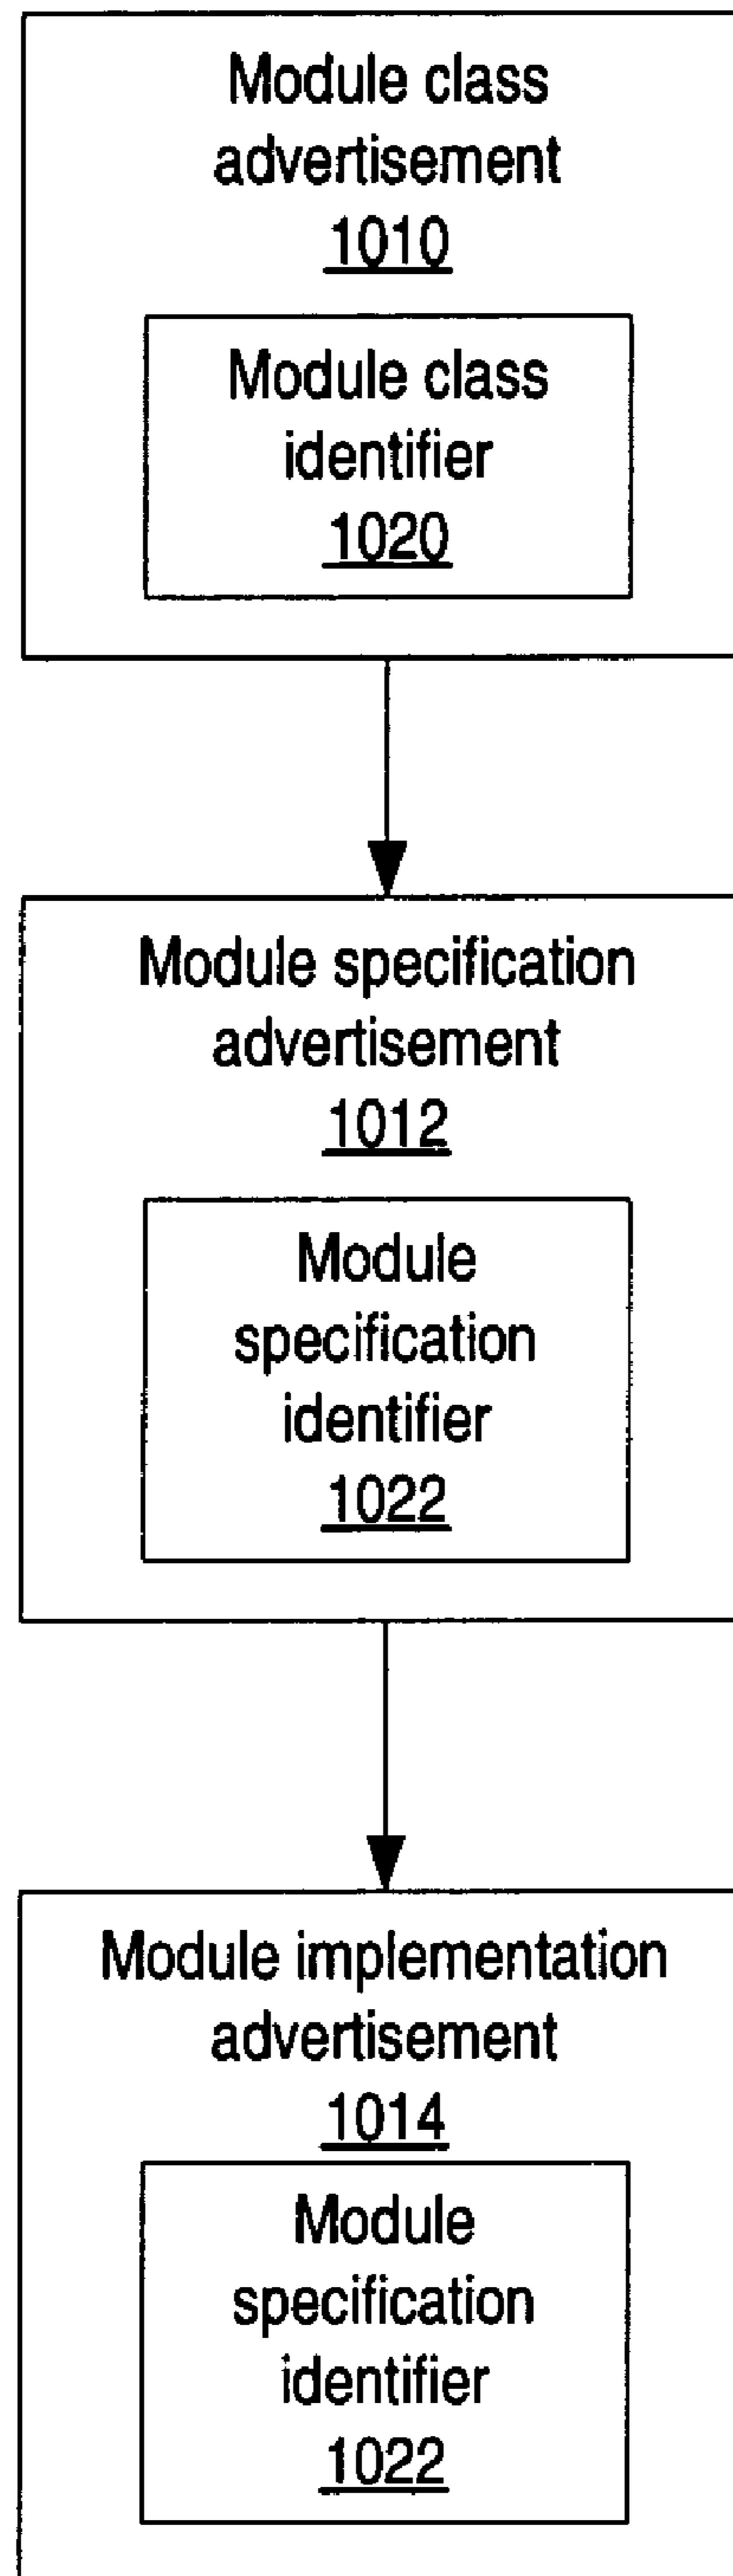 Module class
advertisement
1010
Module class
identifier
1020
Module specification
advertisement
1012
Module
specification
identifier
1022
Module implementation
advertisement
1014
Module
specification
identifier
1022